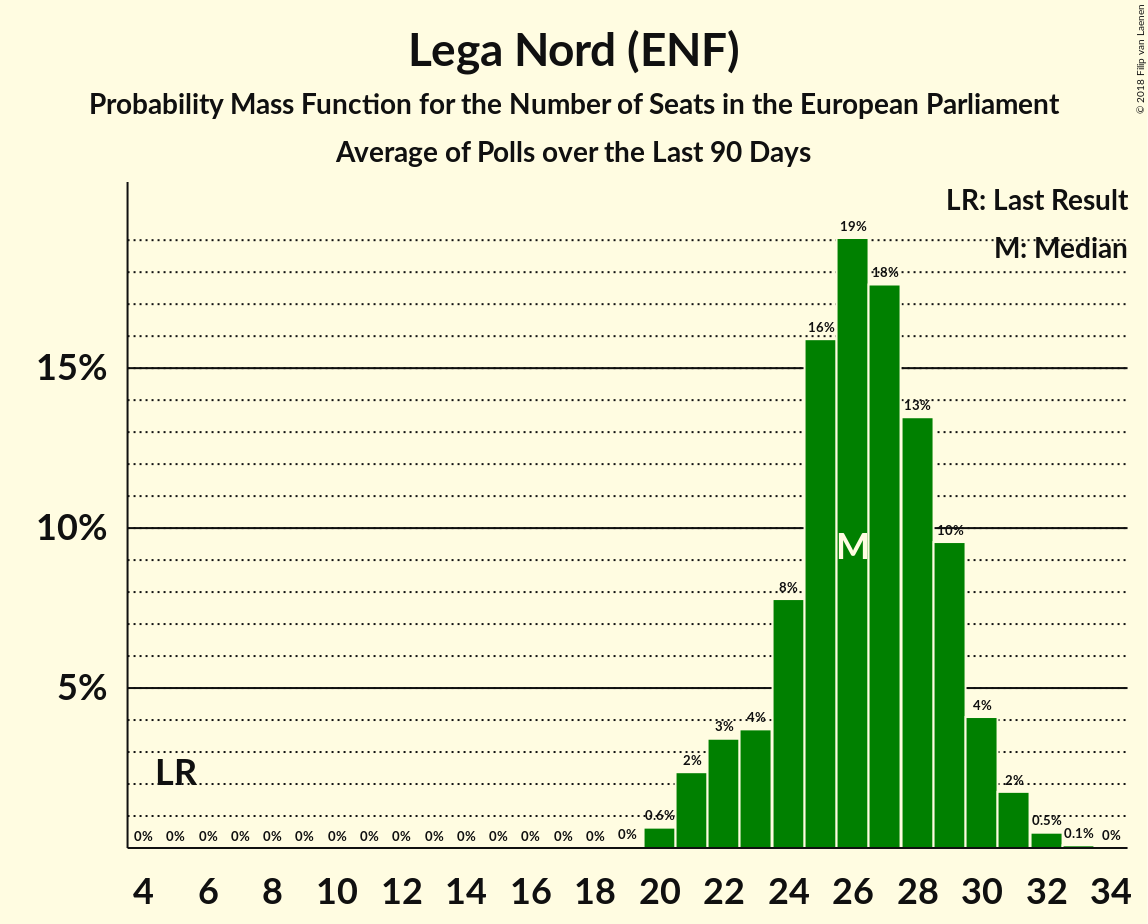 Lega Nord (ENF)
Probability Mass Function for the Number of Seats in the European Parliament
Average of Polls over the Last 90 Days
© 2018 Filip van Laenen
LR: Last Result
M: Median
19%
18%
16%
15%
13%
10%
10%
M
8%
5%
4%
4%
3%
2%
2%
LR
0% 0% 0% 0% 0% 0% 0% 0% 0% 0% 0% 0% 0% 0% 0% 0% 0.6% 0.5% 0.1% 0%
4 6 8 10 12 14 16 18 20 22 24 26 28 30 32 34